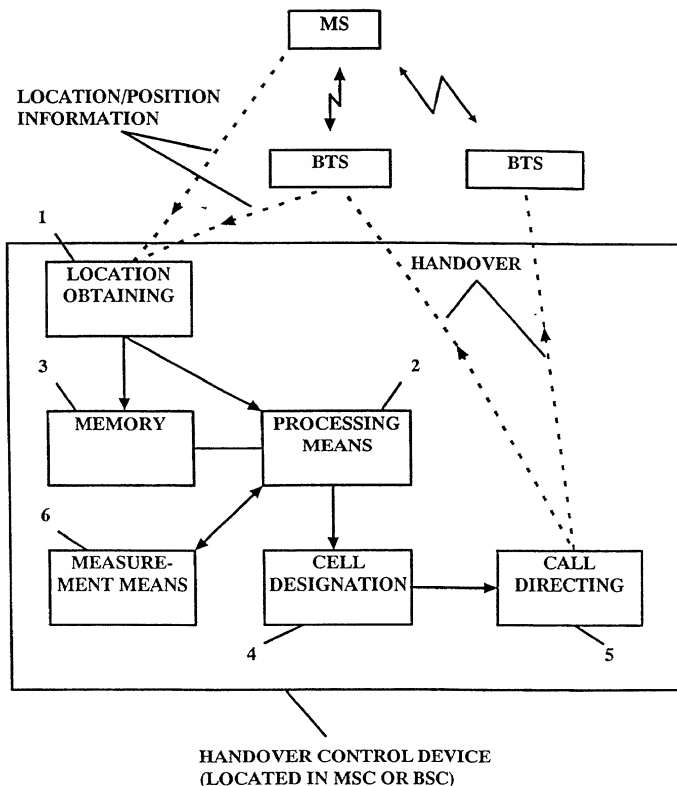 MS
LOCATION/POSITION
INFORMATION
BTS
BTS
1
LOCATION
OBTAINING
HANDOVER
3
2
MEMORY
PROCESSING
MEANS
6
MEASURE-
MENT MEANS
CELL
DESIGNATION
CALL
DIRECTING
4
5
HANDOVER CONTROL DEVICE
(LOCATED IN MSC OR BSC)